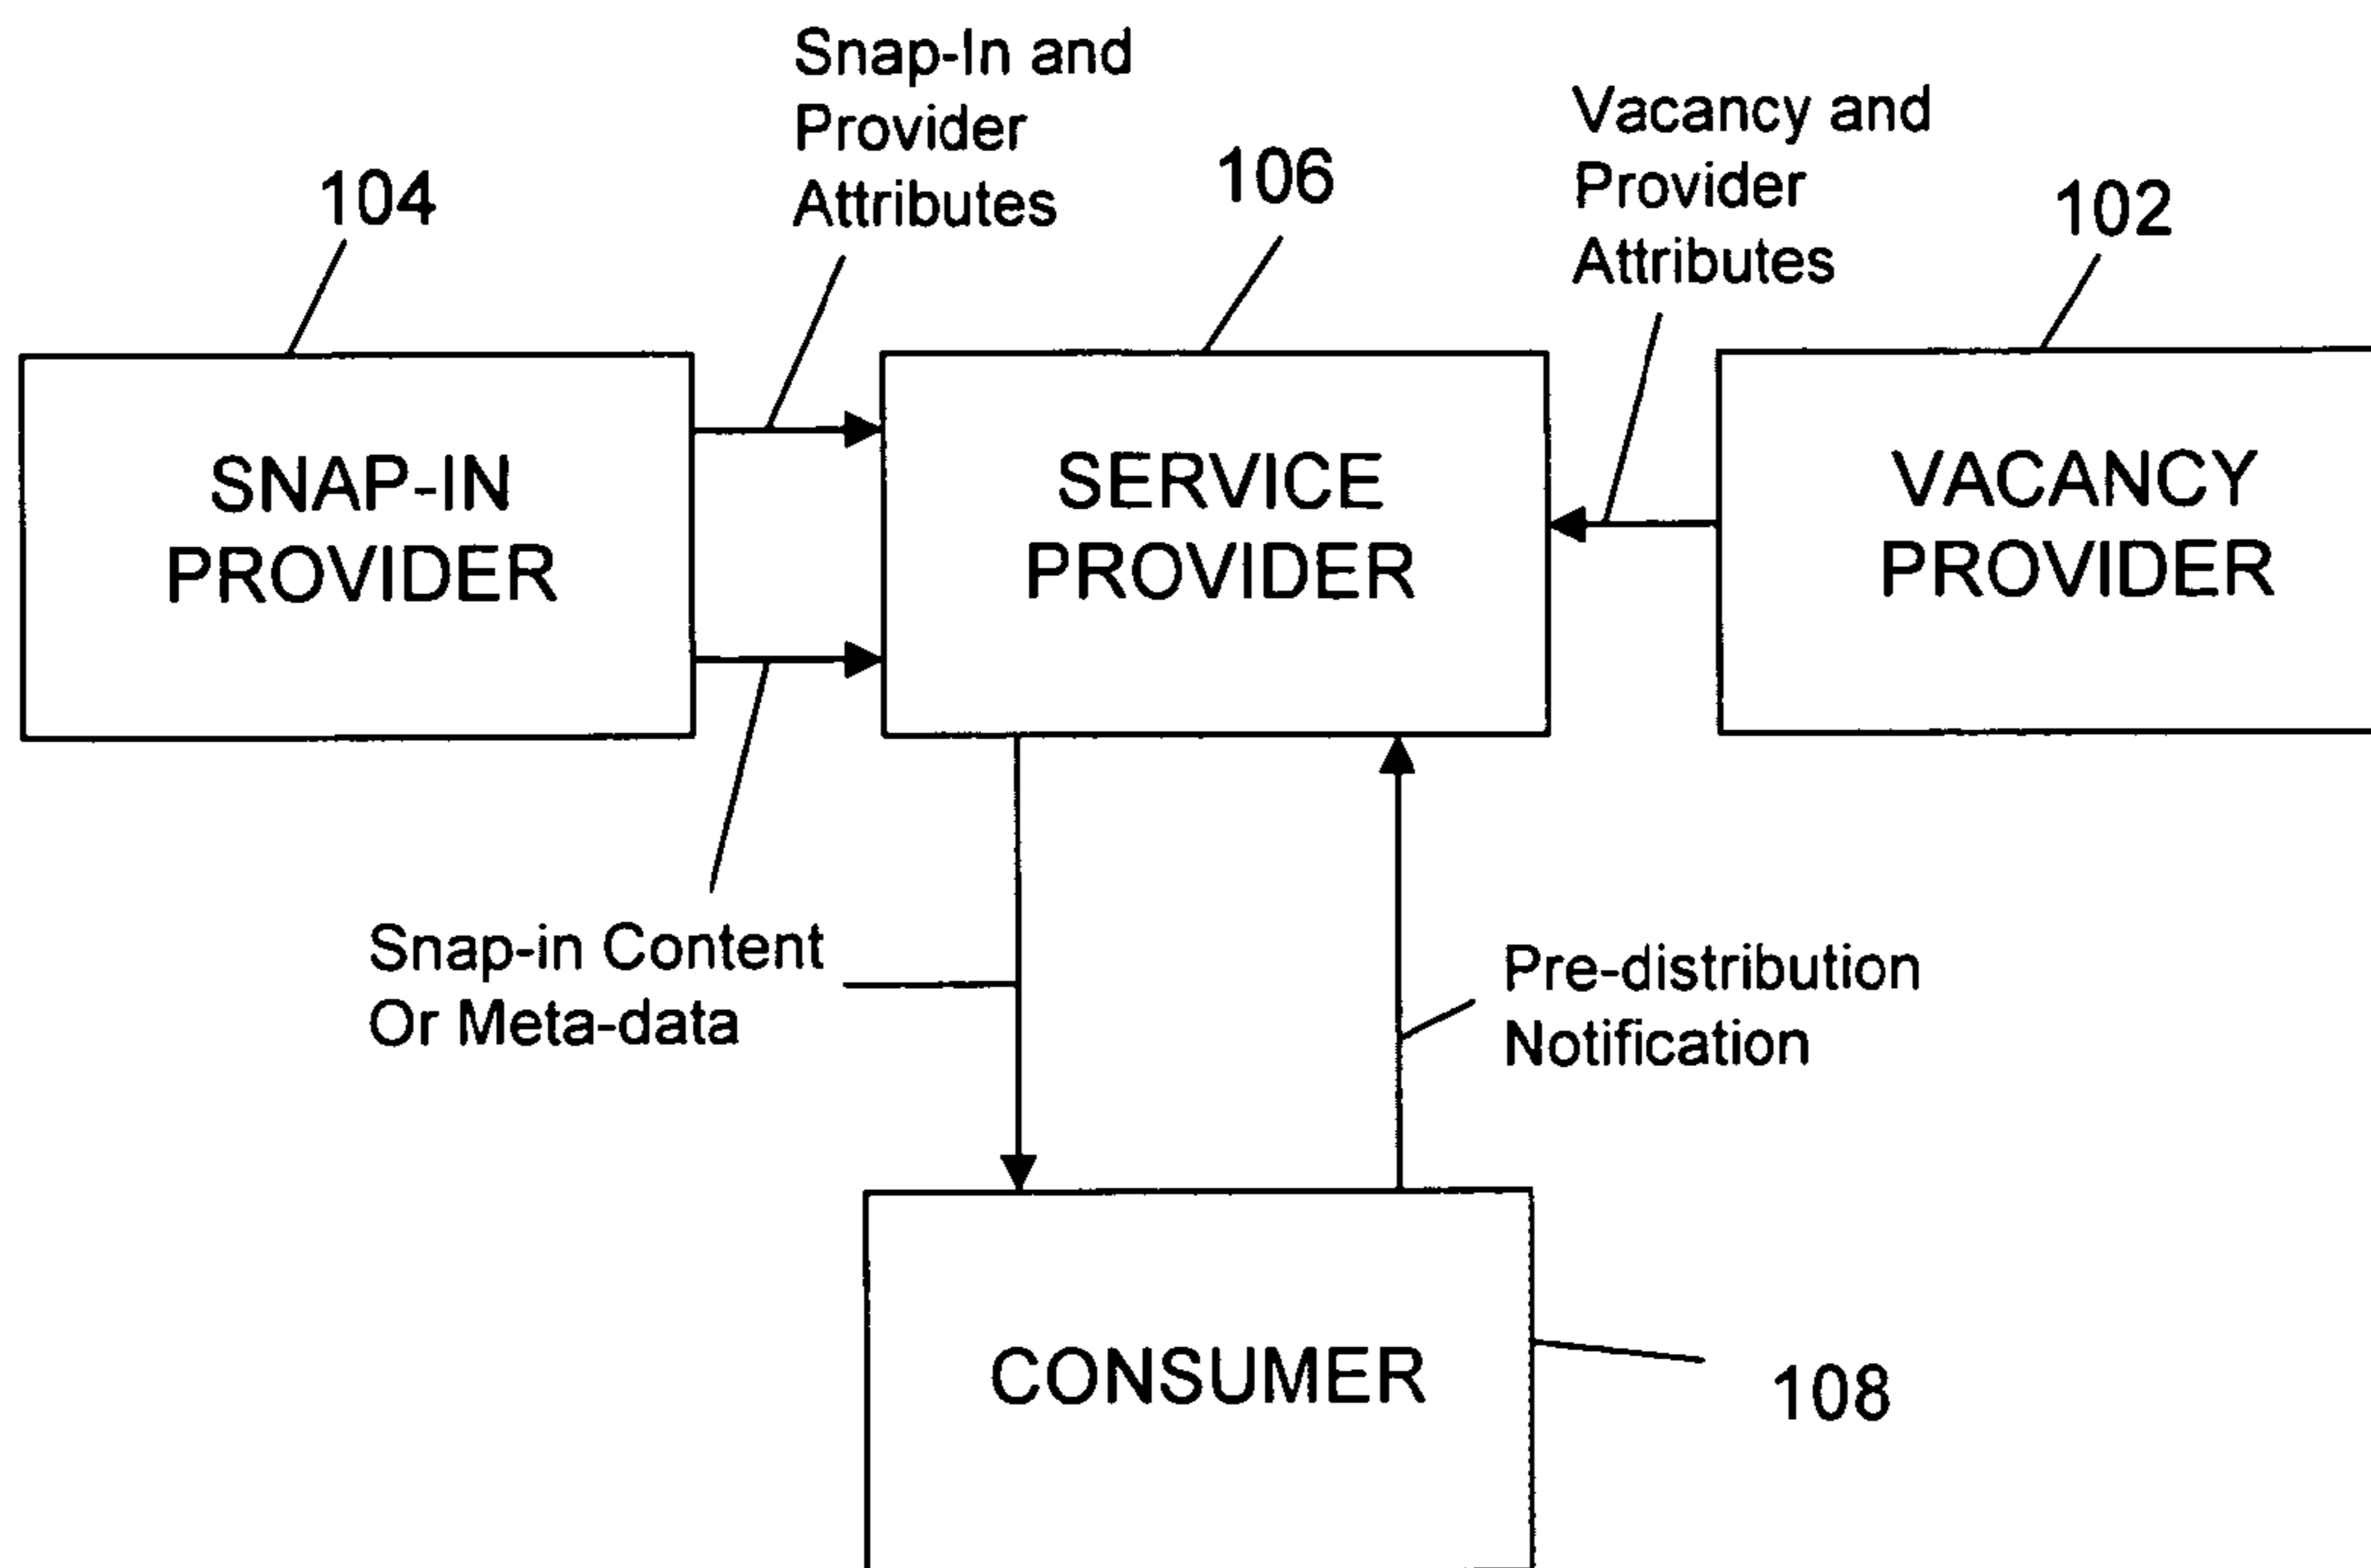 Snap-In and
Provider
Attributes
Vacancy and
Provider
Attributes
104
106
102
SNAP-IN
PROVIDER
SERVICE
PROVIDER
VACANCY
PROVIDER
Snap-in Content
Or Meta-data
Pre-distribution
Notification
CONSUMER
108